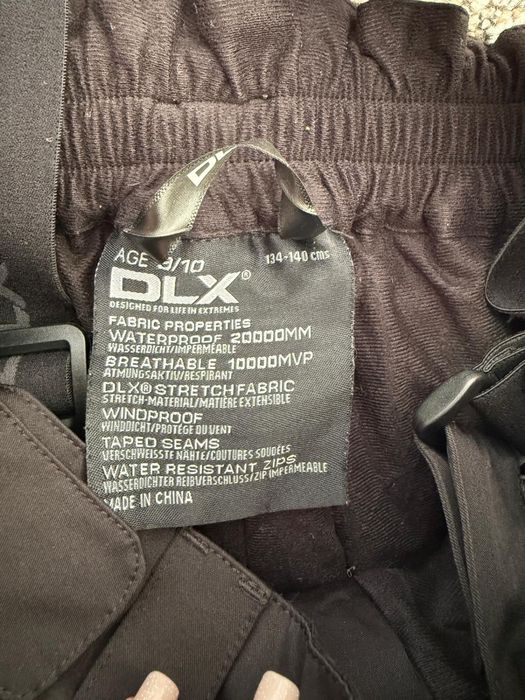 AGE 9/10 134-140 cms
DLX®
DESIGNED FOR LIFE IN EXTREMES
FABRIC PROPERTIES
WATERPROOF 20000MM
WASSERDICHT/IMPERMEABLE
BREATHABLE 10000MVP
ATMUNGSAKTIV/RESPIRANT
DLX® STRETCH FABRIC
STRETCH-MATERIAL/MATIÈRE EXTENSIBLE
WINDPROOF
WINDDICHT/PROTÈGE DU VENT
TAPED SEAMS
VERSCHWEISSTE NÄHTE/COUTURES SOUDÉES
WATER RESISTANT ZIPS
WASSERDICHTER REIBVERSCHLUSS/ZIP IMPERMEABLE
MADE IN CHINA